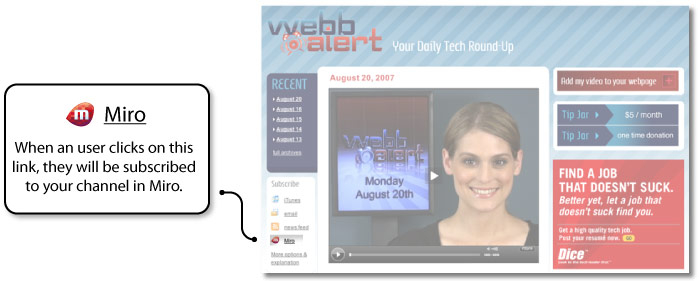 Miro
When an user clicks on this
link, they will be subscribed
to your channel in Miro.
webb
alert
Your Daily Tech Round Up
RECENT
August 20
August 16
August 15
August 14
August 13
full archives
Subscribe
iTunes
email
news feed
Miro
More options &
explanation
August 20, 2007
webb
alert
Monday
August 20th
Add my video to your webpage
Tip Jar
$5 / month
Tip Jar
one time donation
FIND A JOB
THAT DOESN'T SUCK.
Better yet, let a job that
doesn't suck find you.
Get a high quality tech job.
Post your resumé now.
GO
Dice